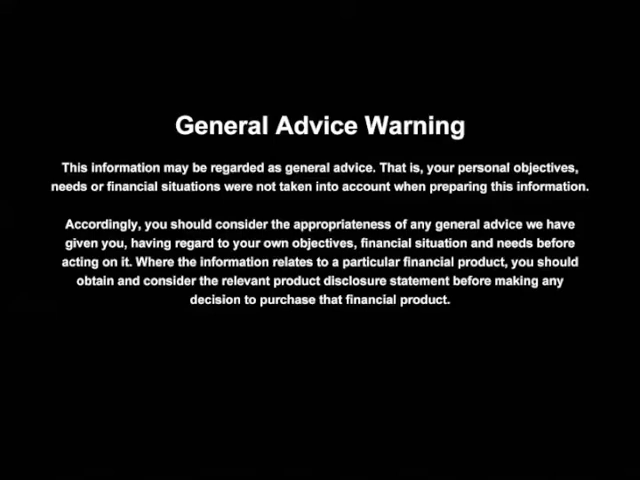 General Advice Warning
This information may be regarded as general advice. That is, your personal objectives,
needs or financial situations were not taken into account when preparing this information.
Accordingly, you should consider the appropriateness of any general advice we have
given you, having regard to your own objectives, financial situation and needs before
acting on it. Where the information relates to a particular financial product, you should
obtain and consider the relevant product disclosure statement before making any
decision to purchase that financial product.